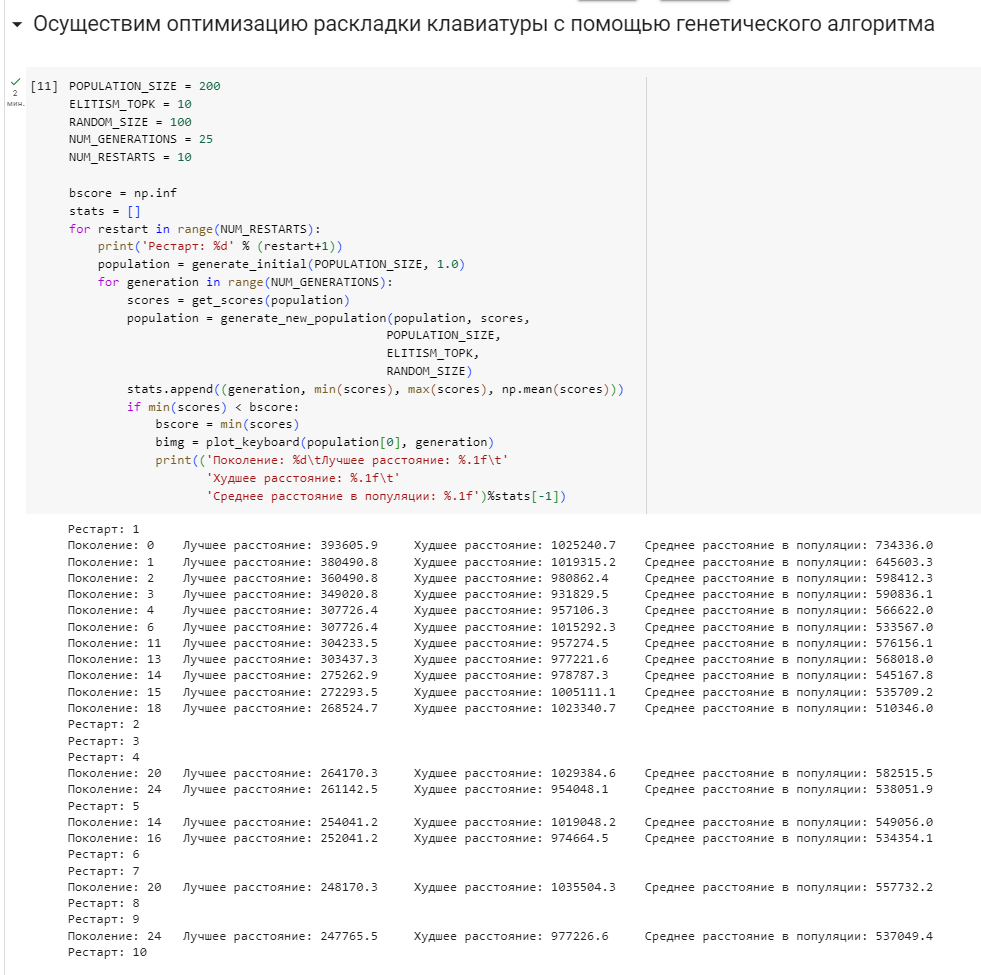 Осуществим оптимизацию раскладки клавиатуры с помощью генетического алгоритма
[11] POPULATION_SIZE = 200
2
мин.
ELITISM_TOPK = 10
RANDOM_SIZE = 100
NUM_GENERATIONS = 25
NUM_RESTARTS = 10
bscore = np.inf
stats = []
for restart in range(NUM_RESTARTS):
    print('Рестарт: %d' % (restart+1))
    population = generate_initial(POPULATION_SIZE, 1.0)
    for generation in range(NUM_GENERATIONS):
        scores = get_scores(population)
        population = generate_new_population(population, scores,
                                            POPULATION_SIZE,
                                            ELITISM_TOPK,
                                            RANDOM_SIZE)
        stats.append((generation, min(scores), max(scores), np.mean(scores)))
        if min(scores) < bscore:
            bscore = min(scores)
            bimg = plot_keyboard(population[0], generation)
            print(('Поколение: %d\tЛучшее расстояние: %.1f\t'
                   'Худшее расстояние: %.1f\t'
                   'Среднее расстояние в популяции: %.1f')%stats[-1])
Рестарт: 1
Поколение: 0 Лучшее расстояние: 393605.9 Худшее расстояние: 1025240.7 Среднее расстояние в популяции: 734336.0
Поколение: 1 Лучшее расстояние: 380490.8 Худшее расстояние: 1019315.2 Среднее расстояние в популяции: 645603.3
Поколение: 2 Лучшее расстояние: 360490.8 Худшее расстояние: 980862.4 Среднее расстояние в популяции: 598412.3
Поколение: 3 Лучшее расстояние: 349020.8 Худшее расстояние: 931829.5 Среднее расстояние в популяции: 590836.1
Поколение: 4 Лучшее расстояние: 307726.4 Худшее расстояние: 957106.3 Среднее расстояние в популяции: 566622.0
Поколение: 6 Лучшее расстояние: 307726.4 Худшее расстояние: 1015292.3 Среднее расстояние в популяции: 533567.0
Поколение: 11 Лучшее расстояние: 304233.5 Худшее расстояние: 957274.5 Среднее расстояние в популяции: 576156.1
Поколение: 13 Лучшее расстояние: 303437.3 Худшее расстояние: 977221.6 Среднее расстояние в популяции: 568018.0
Поколение: 14 Лучшее расстояние: 275262.9 Худшее расстояние: 978787.3 Среднее расстояние в популяции: 545167.8
Поколение: 15 Лучшее расстояние: 272293.5 Худшее расстояние: 1005111.1 Среднее расстояние в популяции: 535709.2
Поколение: 18 Лучшее расстояние: 268524.7 Худшее расстояние: 1023340.7 Среднее расстояние в популяции: 510346.0
Рестарт: 2
Рестарт: 3
Рестарт: 4
Поколение: 20 Лучшее расстояние: 264170.3 Худшее расстояние: 1029384.6 Среднее расстояние в популяции: 582515.5
Поколение: 24 Лучшее расстояние: 261142.5 Худшее расстояние: 954048.1 Среднее расстояние в популяции: 538051.9
Рестарт: 5
Поколение: 14 Лучшее расстояние: 254041.2 Худшее расстояние: 1019048.2 Среднее расстояние в популяции: 549056.0
Поколение: 16 Лучшее расстояние: 252041.2 Худшее расстояние: 974664.5 Среднее расстояние в популяции: 534354.1
Рестарт: 6
Рестарт: 7
Поколение: 20 Лучшее расстояние: 248170.3 Худшее расстояние: 1035504.3 Среднее расстояние в популяции: 557732.2
Рестарт: 8
Рестарт: 9
Поколение: 24 Лучшее расстояние: 247765.5 Худшее расстояние: 977226.6 Среднее расстояние в популяции: 537049.4
Рестарт: 10